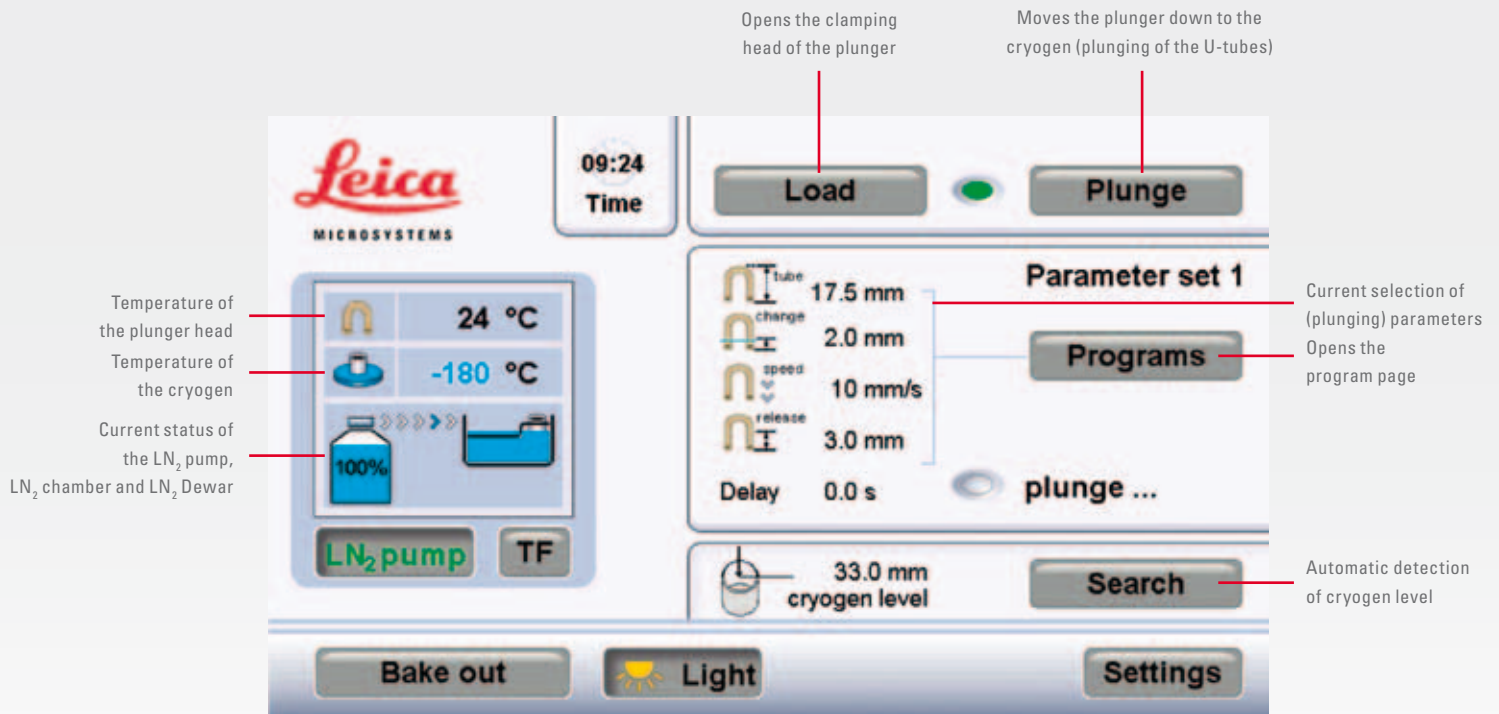 Opens the clamping
head of the plunger
Moves the plunger down to the
cryogen (plunging of the U-tubes)
Leica
MICROSYSTEMS
09:24
Time
Load
Plunge
Temperature of
the plunger head
Temperature of
the cryogen
Current status of
the LN₂ pump,
LN₂ chamber and LN₂ Dewar
24 °C
-180 °C
100%
LN₂ pump
TF
Parameter set 1
tube
17.5 mm
change
2.0 mm
speed
10 mm/s
release
3.0 mm
Delay 0.0 s
Programs
plunge ...
Current selection of
(plunging) parameters
Opens the
program page
33.0 mm
cryogen level
Search
Automatic detection
of cryogen level
Bake out
Light
Settings